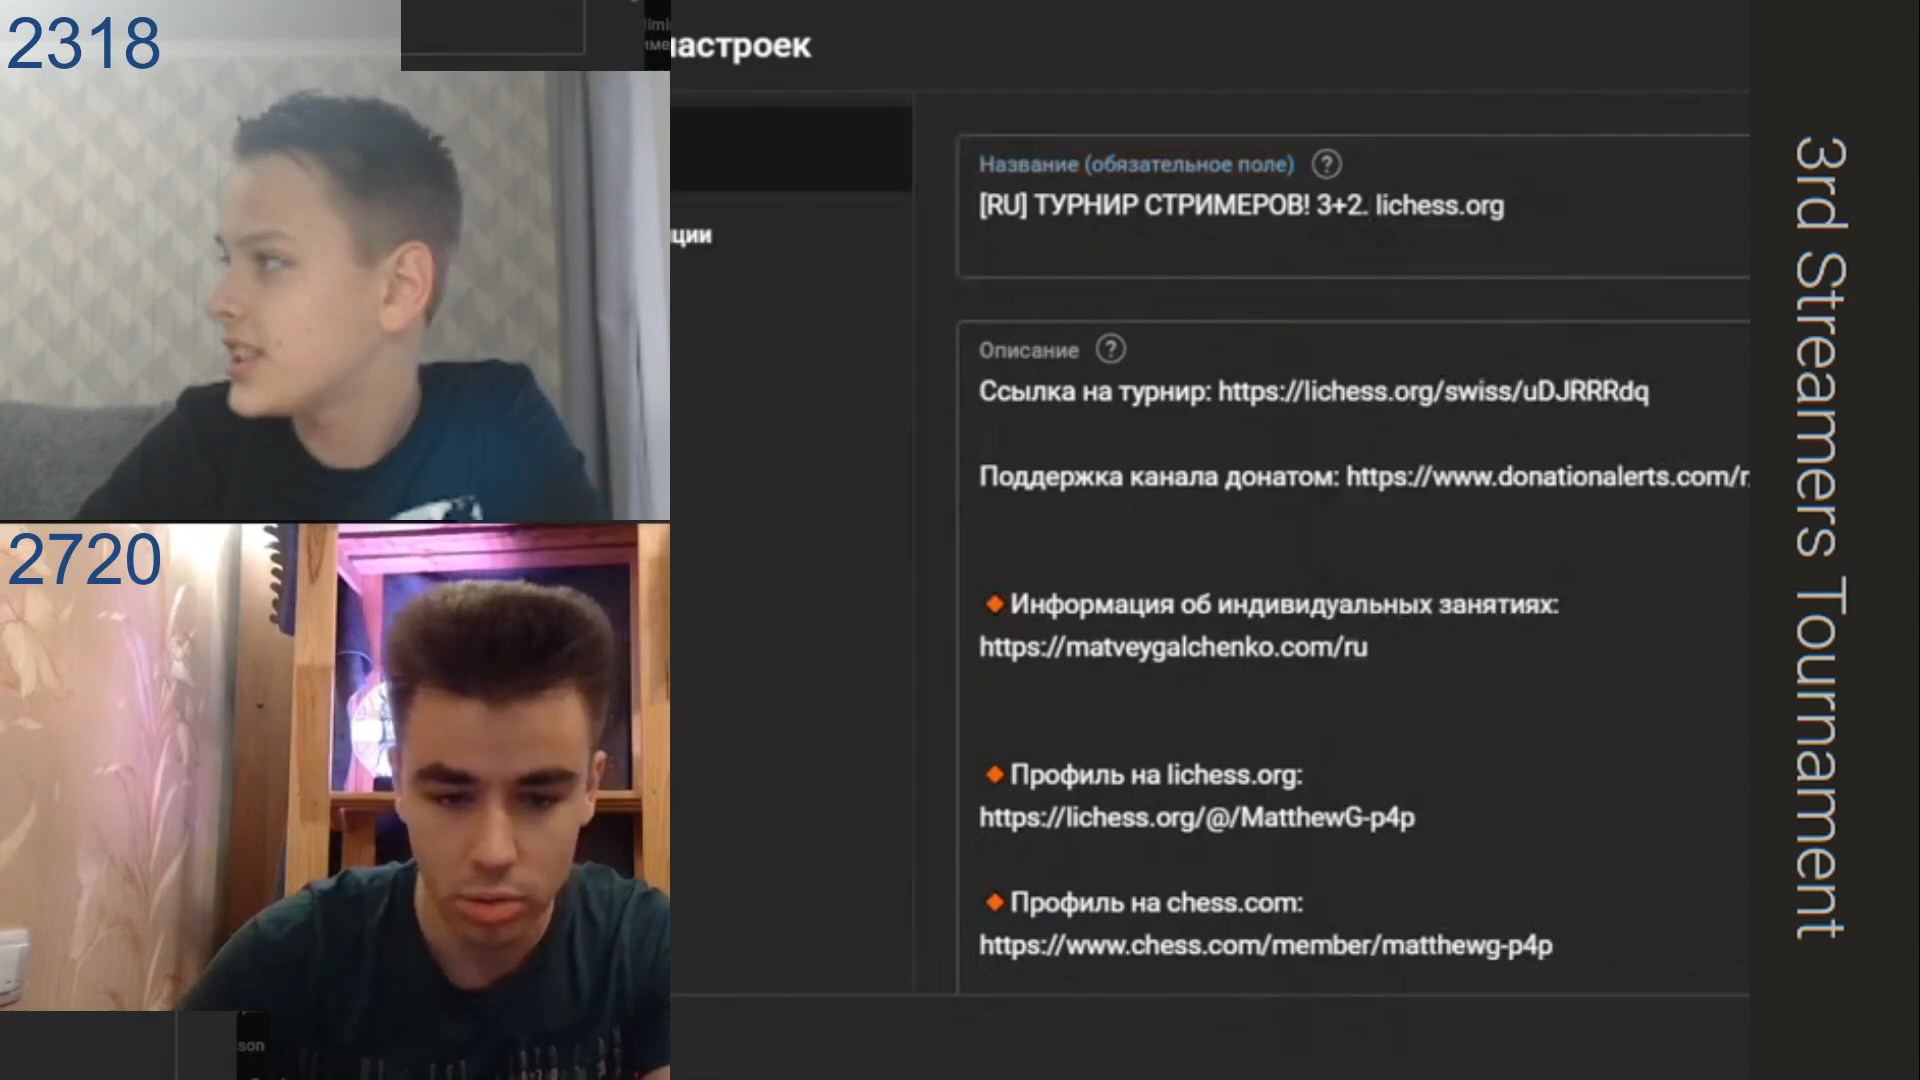 2318
2720
настроек
ции
Название (обязательное поле)
[RU] ТУРНИР СТРИМЕРОВ! 3+2. lichess.org
Описание
Ссылка на турнир: https://lichess.org/swiss/uDJRRRdq
Поддержка канала донатом: https://www.donationalerts.com/r
🔸Информация об индивидуальных занятиях:
https://matveygalchenko.com/ru
🔸Профиль на lichess.org:
https://lichess.org/@/MatthewG-p4p
🔸Профиль на chess.com:
https://www.chess.com/member/matthewg-p4p
son
3rd Streamers Tournament